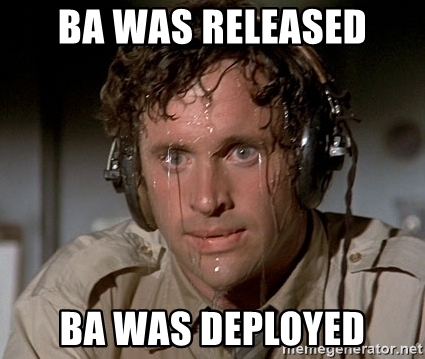 BA WAS RELEASED
BA WAS DEPLOYED
memegenerator.net